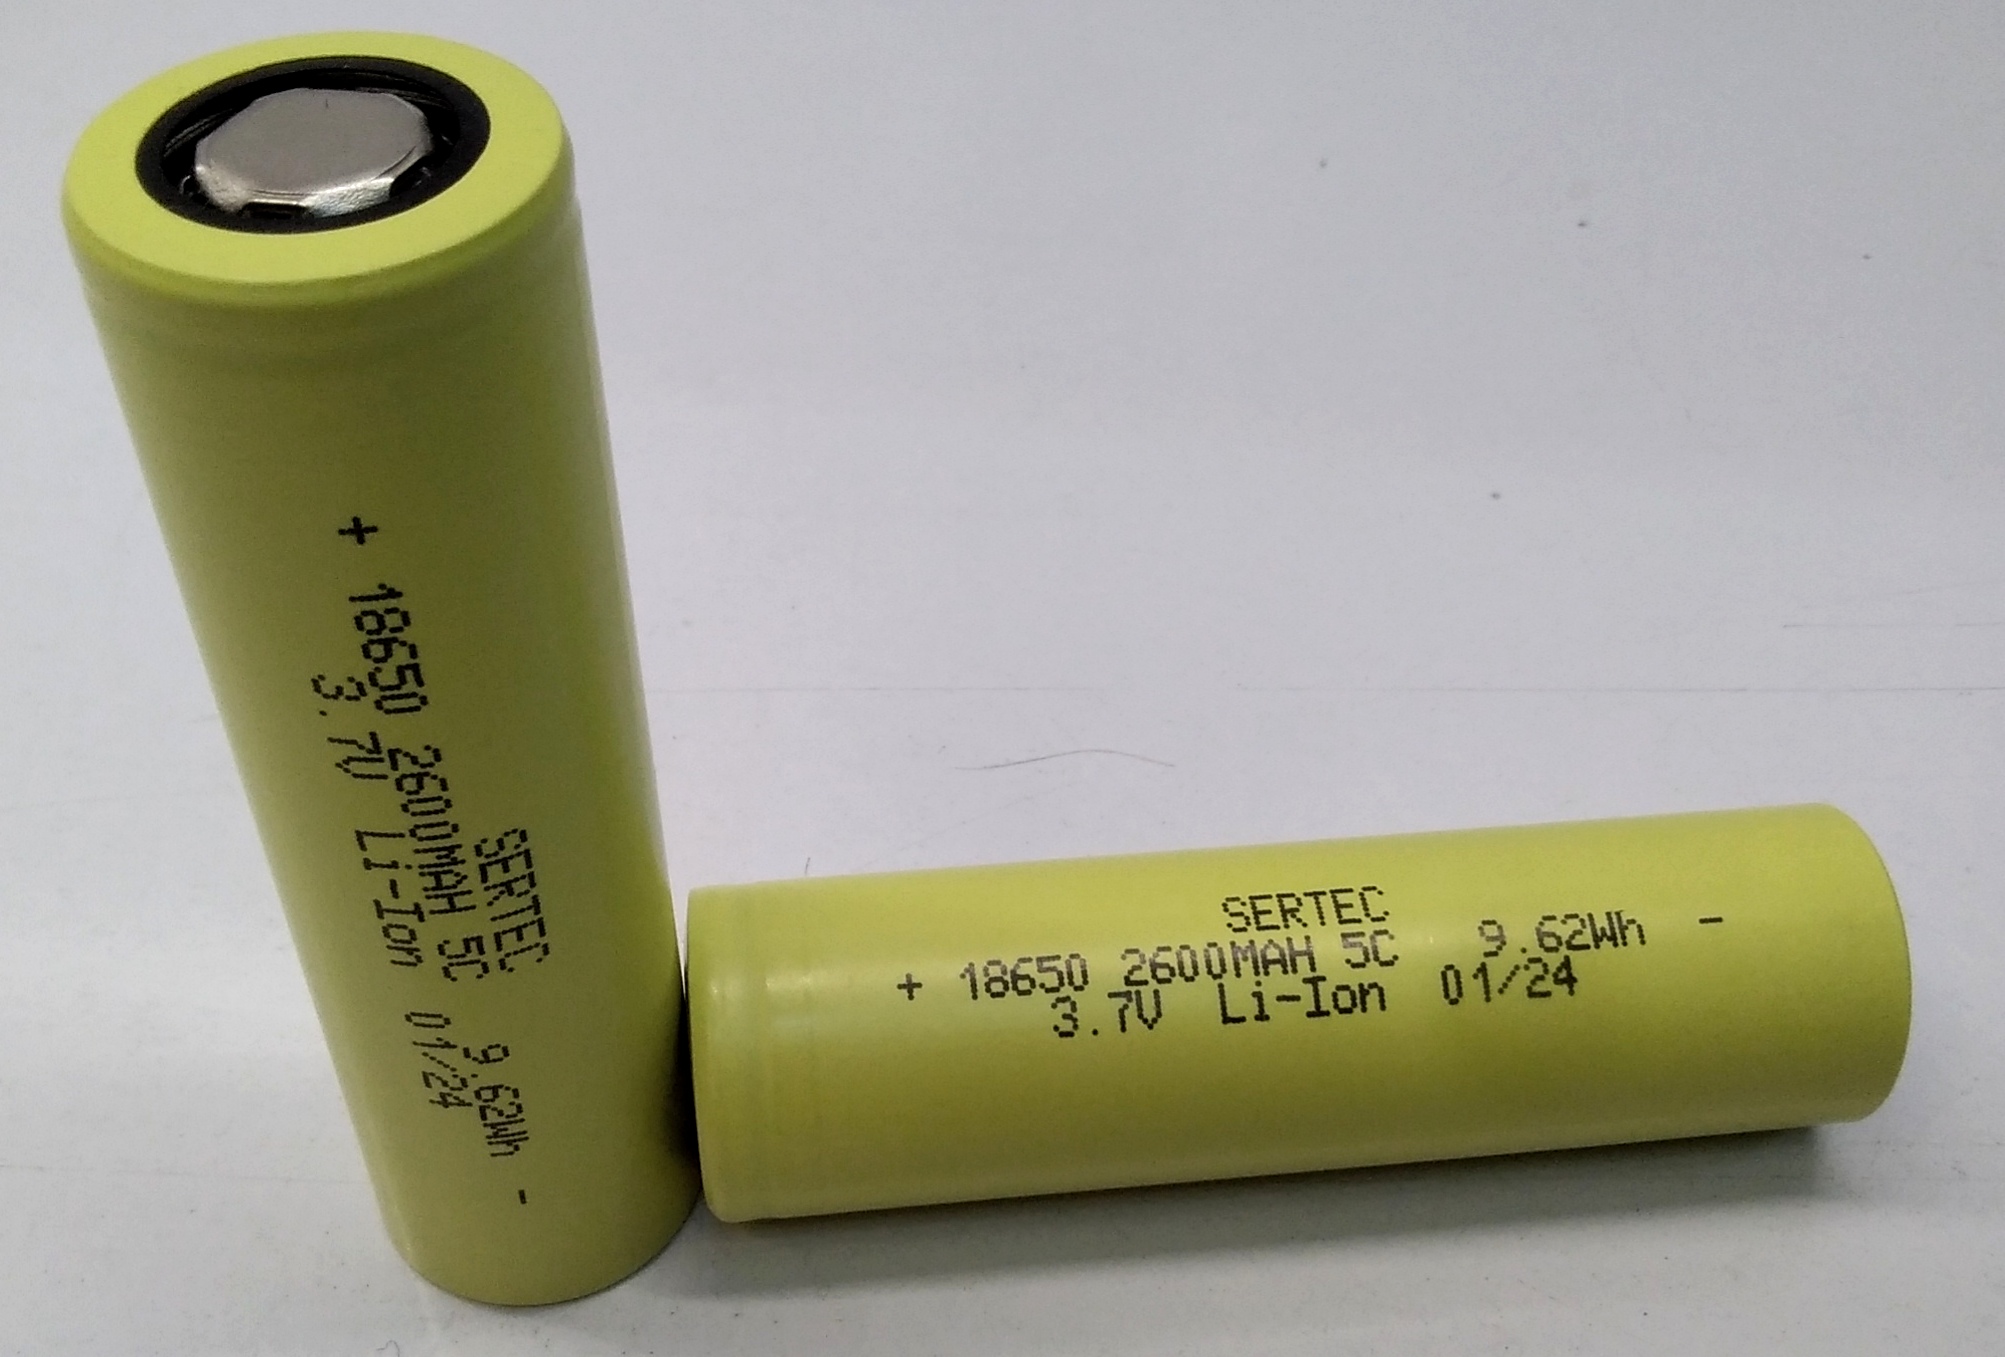 SERTEC
+ 18650 2600MAH 5C 9.62Wh -
3.7V Li-Ion 01/24
SERTEC
+ 18650 2600MAH 5C 9.62Wh -
3.7V Li-Ion 01/24